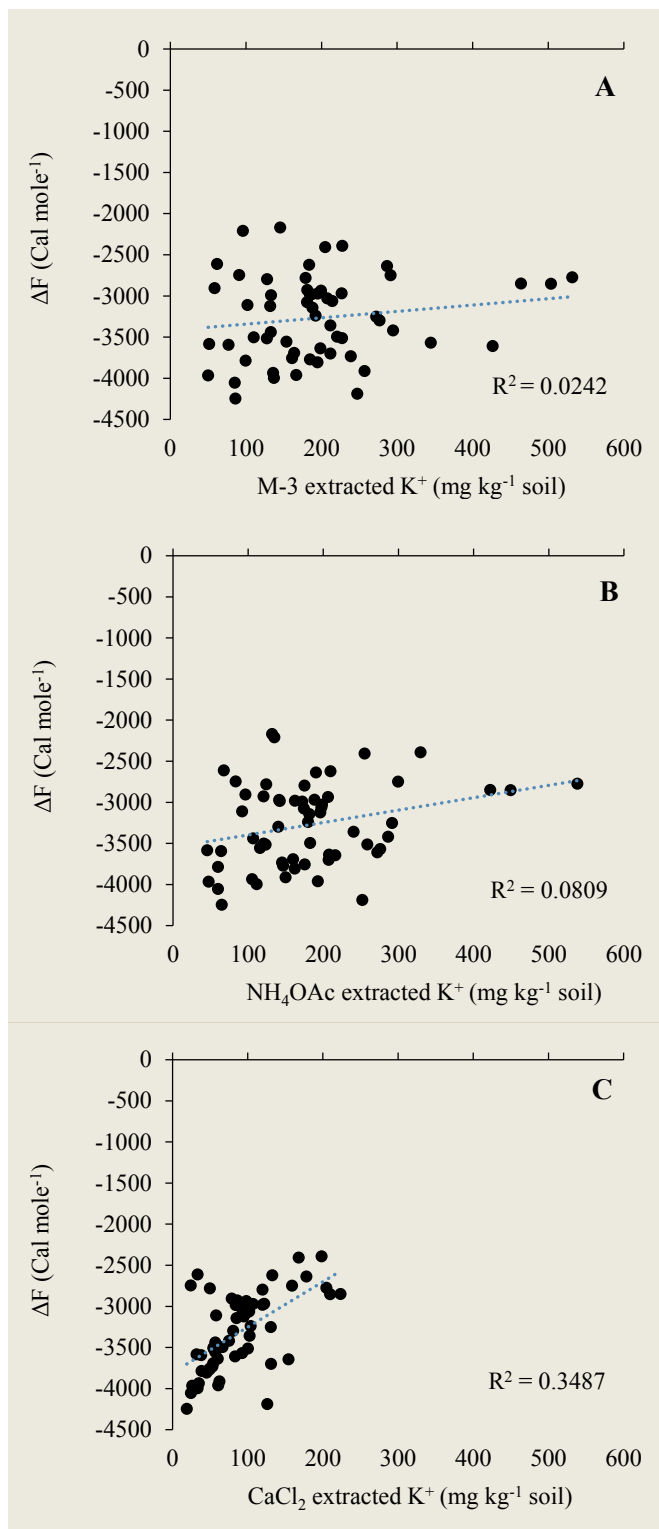 A
0
-500
-1000
-1500
-2000
-2500
-3000
-3500
-4000
-4500
ΔF (Cal mole⁻¹)
R² = 0.0242
0 100 200 300 400 500 600
M-3 extracted K⁺ (mg kg⁻¹ soil)
B
0
-500
-1000
-1500
-2000
-2500
-3000
-3500
-4000
-4500
ΔF (Cal mole⁻¹)
R² = 0.0809
0 100 200 300 400 500 600
NH₄OAc extracted K⁺ (mg kg⁻¹ soil)
C
0
-500
-1000
-1500
-2000
-2500
-3000
-3500
-4000
-4500
ΔF (Cal mole⁻¹)
R² = 0.3487
0 100 200 300 400 500 600
CaCl₂ extracted K⁺ (mg kg⁻¹ soil)